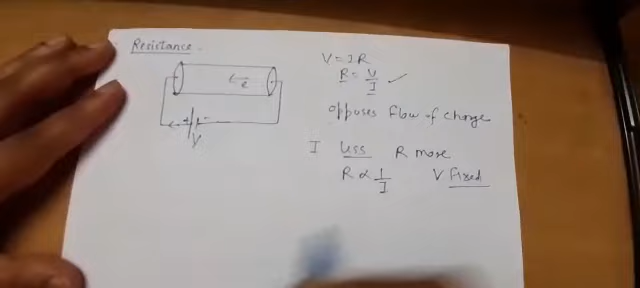 Resistance.
e
V
V = IR
R = V/I ✓
opposes flow of charge
I less R more
R ∝ 1/I V Fixed